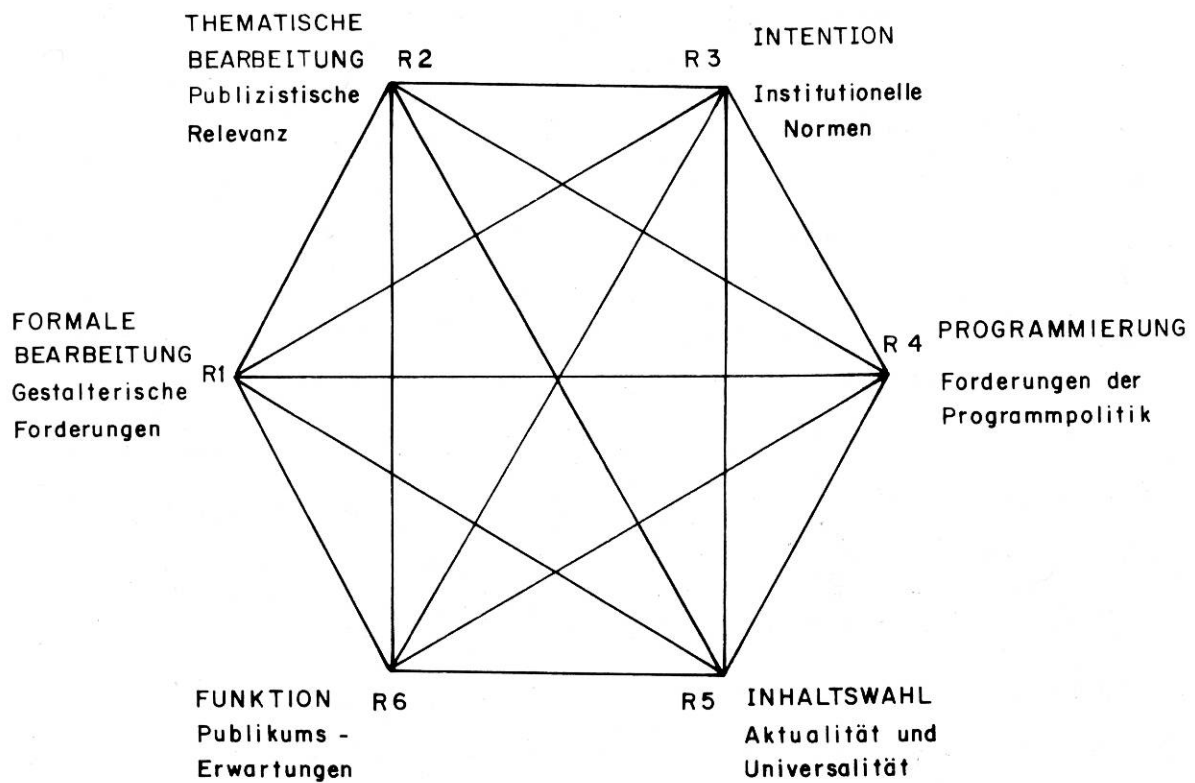 THEMATISCHE
BEARBEITUNG R2
Publizistische
Relevanz
R3 INTENTION
Institutionelle
Normen
FORMALE
BEARBEITUNG R1
Gestalterische
Forderungen
R4 PROGRAMMIERUNG
Forderungen der
Programmpolitik
FUNKTION R6
Publikums -
Erwartungen
R5 INHALTSWAHL
Aktualität und
Universalität